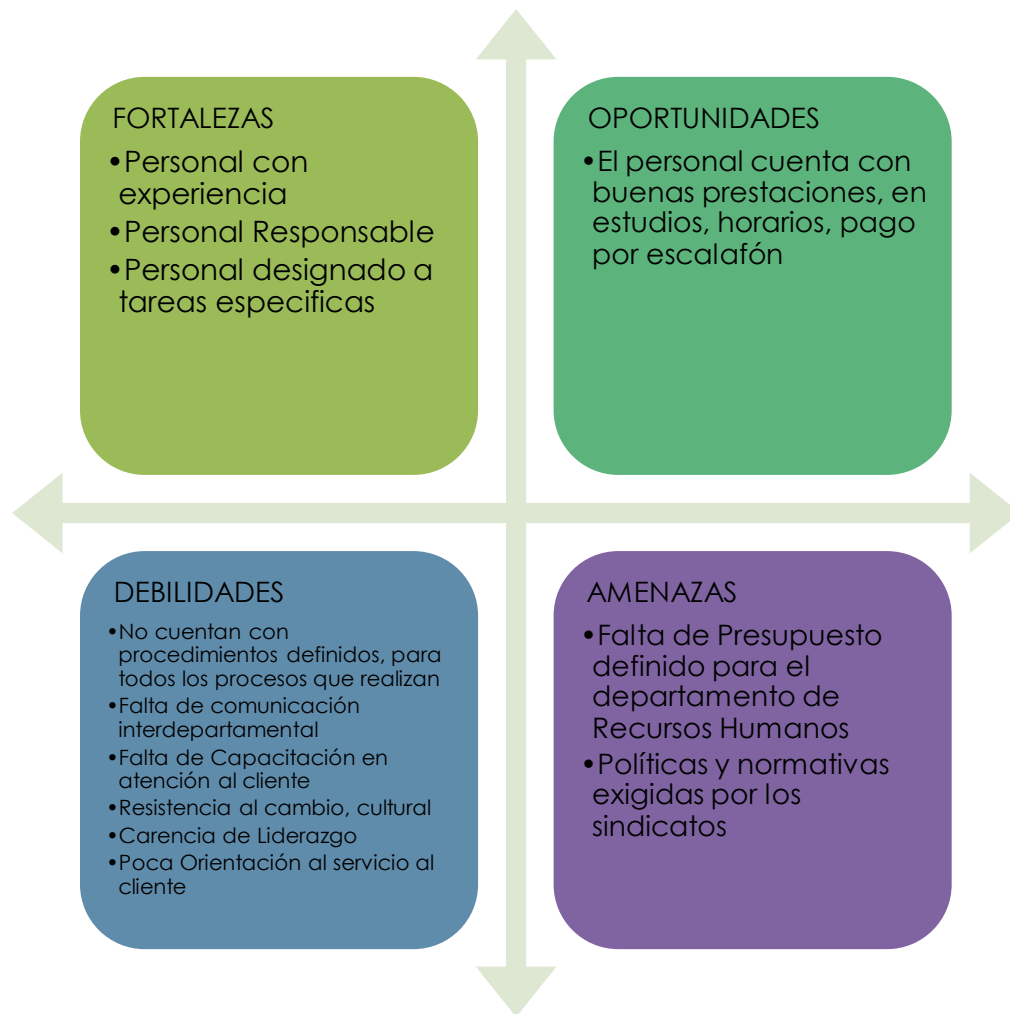 FORTALEZAS
•Personal con
experiencia
•Personal Responsable
•Personal designado a
tareas especificas
OPORTUNIDADES
•El personal cuenta con
buenas prestaciones, en
estudios, horarios, pago
por escalafón
DEBILIDADES
•No cuentan con
procedimientos definidos, para
todos los procesos que realizan
•Falta de comunicación
interdepartamental
•Falta de Capacitación en
atención al cliente
•Resistencia al cambio, cultural
•Carencia de Liderazgo
•Poca Orientación al servicio al
cliente
AMENAZAS
•Falta de Presupuesto
definido para el
departamento de
Recursos Humanos
•Políticas y normativas
exigidas por los
sindicatos